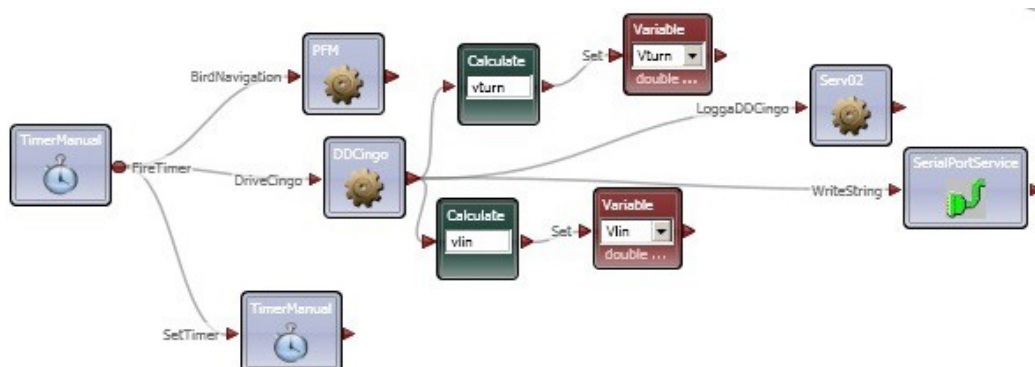 PFM
BirdNavigation
Calculate
vturn
Set
Variable
Vturn
double ...
Serv02
LoggaDDCingo
TimerManual
FireTimer
DriveCingo
DDCingo
SerialPortService
WriteString
Calculate
vlin
Set
Variable
Vlin
double ...
SetTimer
TimerManual